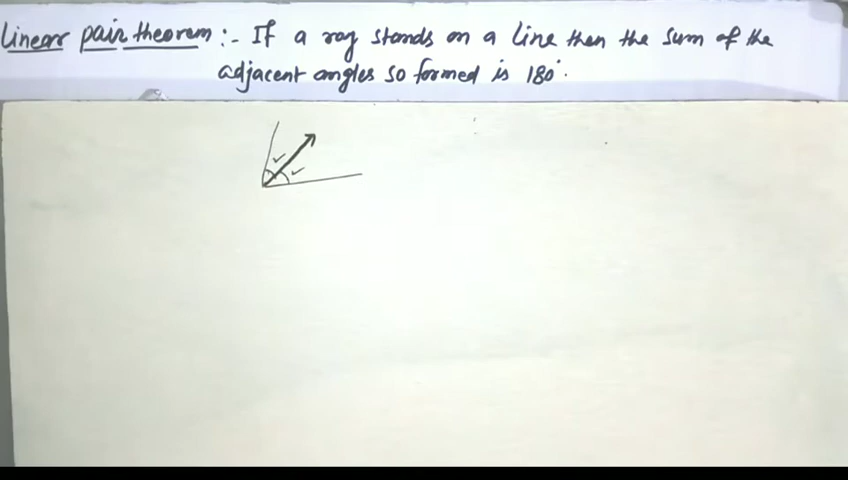 Linear pair theorem :- If a ray stands on a line then the sum of the
adjacent angles so formed is 180°.